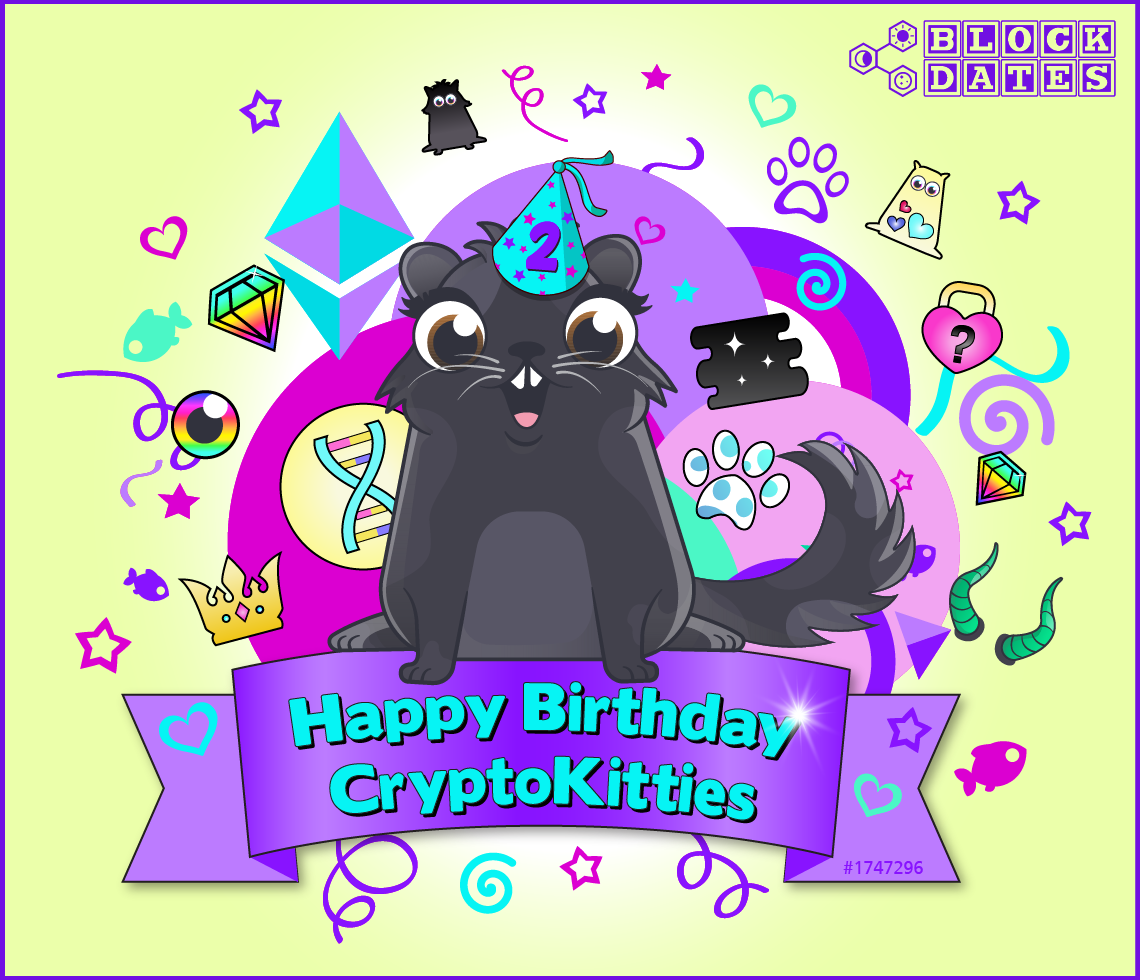 BLOCK
DATES
2
?
Happy Birthday
CryptoKitties
#1747296